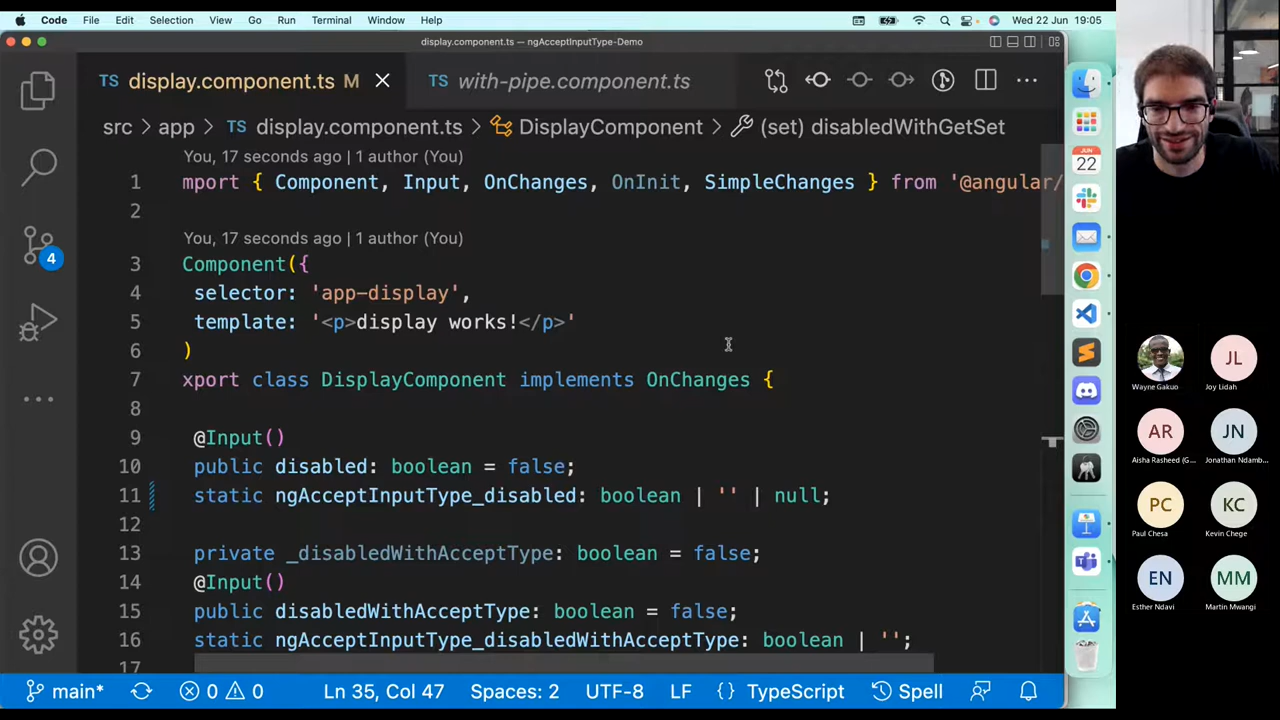 Code File Edit Selection View Go Run Terminal Window Help Wed 22 Jun 19:05
display.component.ts — ngAcceptInputType-Demo
TS display.component.ts M TS with-pipe.component.ts
src > app > TS display.component.ts > DisplayComponent > (set) disabledWithGetSet
You, 17 seconds ago | 1 author (You)
1 mport { Component, Input, OnChanges, OnInit, SimpleChanges } from '@angular/
2
You, 17 seconds ago | 1 author (You)
3 Component({
4 selector: 'app-display',
5 template: '<p>display works!</p>'
6 )
7 xport class DisplayComponent implements OnChanges {
8
9 @Input()
10 public disabled: boolean = false;
11 static ngAcceptInputType_disabled: boolean | '' | null;
12
13 private _disabledWithAcceptType: boolean = false;
14 @Input()
15 public disabledWithAcceptType: boolean = false;
16 static ngAcceptInputType_disabledWithAcceptType: boolean | '';
17
4
main* 0 0 Ln 35, Col 47 Spaces: 2 UTF-8 LF {} TypeScript Spell
JUN
22
JL
Wayne Gakuo Joy Lidah
AR JN
Aisha Rasheed (G... Jonathan Ndamb...
PC KC
Paul Chesa Kevin Chege
EN MM
Esther Ndavi Martin Mwangi